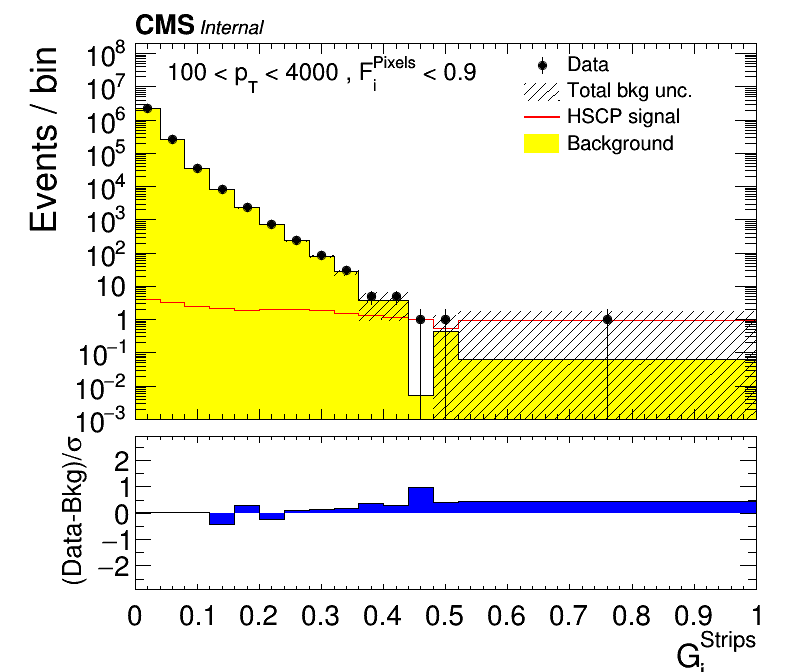 CMS Internal
100 < p_T < 4000 , F_i^Pixels < 0.9
Data
Total bkg unc.
HSCP signal
Background
Events / bin
10^8
10^7
10^6
10^5
10^4
10^3
10^2
10
1
10^−1
10^−2
10^−3
(Data-Bkg)/σ
2
1
0
−1
−2
0 0.1 0.2 0.3 0.4 0.5 0.6 0.7 0.8 0.9 1
G_i^Strips